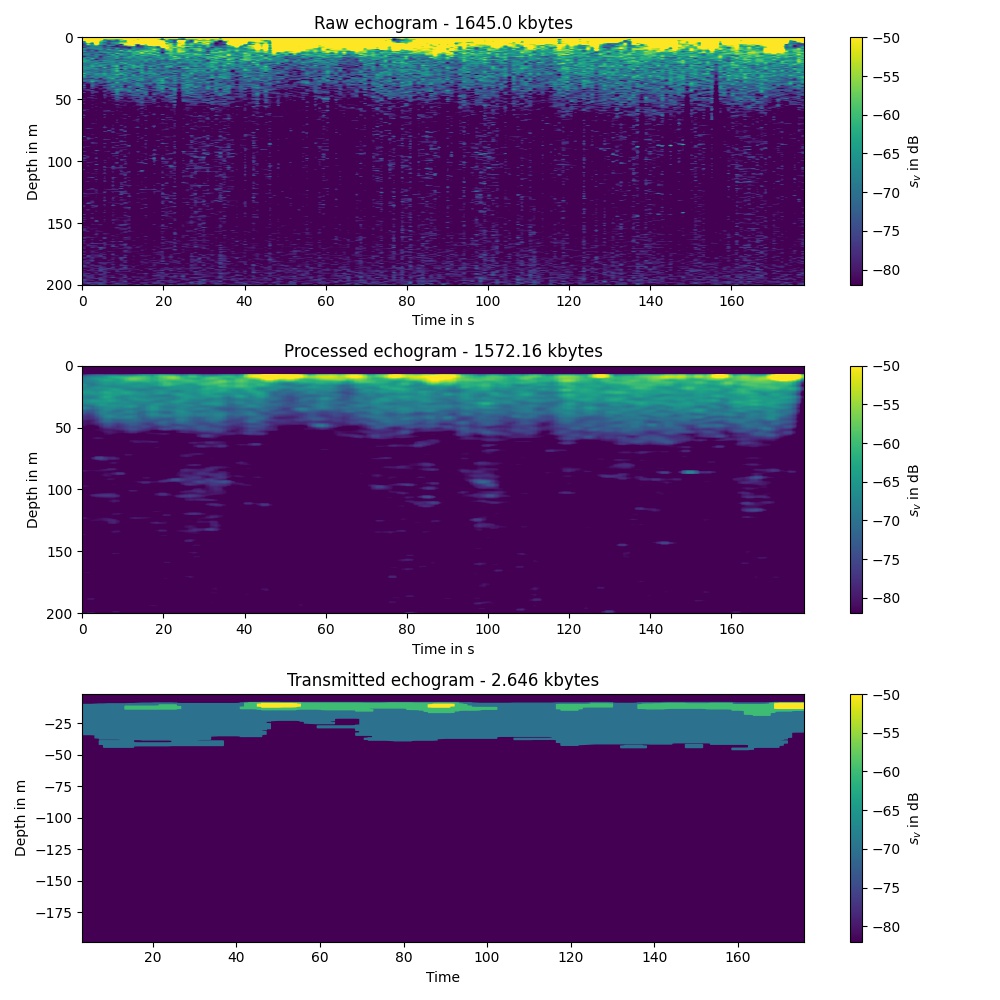 Raw echogram - 1645.0 kbytes
0
50
100
150
200
Depth in m
0 20 40 60 80 100 120 140 160
Time in s
−50
−55
−60
−65
−70
−75
−80
s_v in dB
Processed echogram - 1572.16 kbytes
0
50
100
150
200
Depth in m
0 20 40 60 80 100 120 140 160
Time in s
−50
−55
−60
−65
−70
−75
−80
s_v in dB
Transmitted echogram - 2.646 kbytes
−25
−50
−75
−100
−125
−150
−175
Depth in m
20 40 60 80 100 120 140 160
Time
−50
−55
−60
−65
−70
−75
−80
s_v in dB